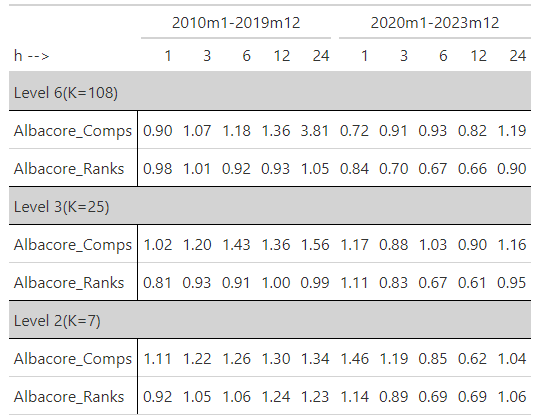 2010m1-2019m12 2020m1-2023m12
h --> 1 3 6 12 24 1 3 6 12 24
Level 6(K=108)
Albacore_Comps 0.90 1.07 1.18 1.36 3.81 0.72 0.91 0.93 0.82 1.19
Albacore_Ranks 0.98 1.01 0.92 0.93 1.05 0.84 0.70 0.67 0.66 0.90
Level 3(K=25)
Albacore_Comps 1.02 1.20 1.43 1.36 1.56 1.17 0.88 1.03 0.90 1.16
Albacore_Ranks 0.81 0.93 0.91 1.00 0.99 1.11 0.83 0.67 0.61 0.95
Level 2(K=7)
Albacore_Comps 1.11 1.22 1.26 1.30 1.34 1.46 1.19 0.85 0.62 1.04
Albacore_Ranks 0.92 1.05 1.06 1.24 1.23 1.14 0.89 0.69 0.69 1.06